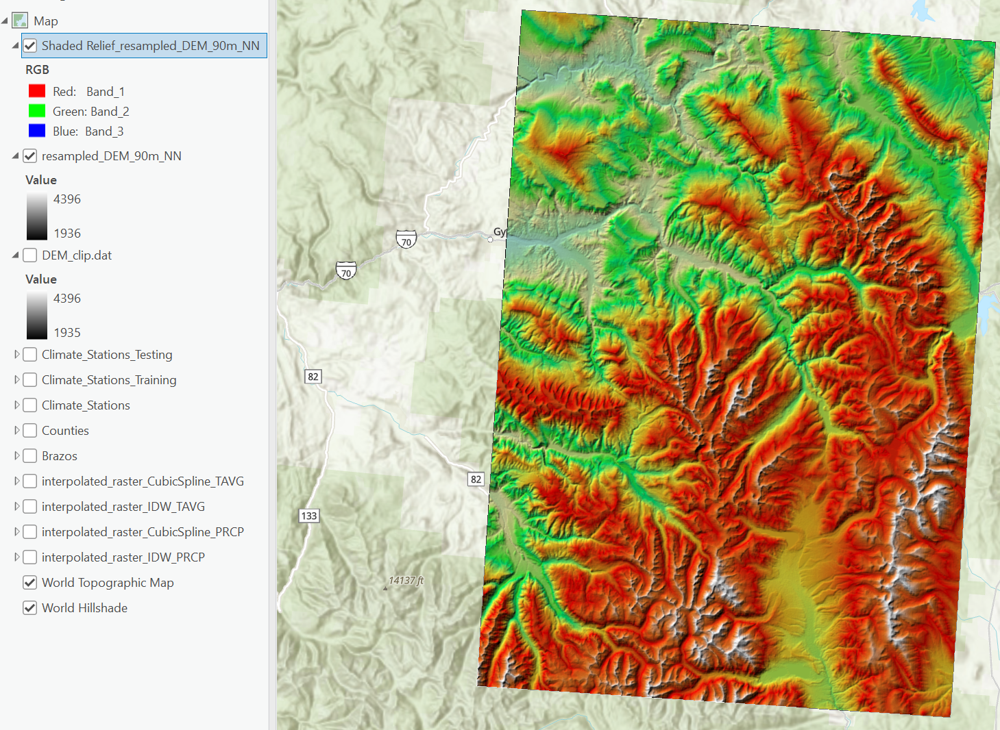 Map
Shaded Relief_resampled_DEM_90m_NN
RGB
Red: Band_1
Green: Band_2
Blue: Band_3
resampled_DEM_90m_NN
Value
4396
1936
DEM_clip.dat
Value
4396
1935
Climate_Stations_Testing
Climate_Stations_Training
Climate_Stations
Counties
Brazos
interpolated_raster_CubicSpline_TAVG
interpolated_raster_IDW_TAVG
interpolated_raster_CubicSpline_PRCP
interpolated_raster_IDW_PRCP
World Topographic Map
World Hillshade
Gy
70
70
82
82
133
14137 ft